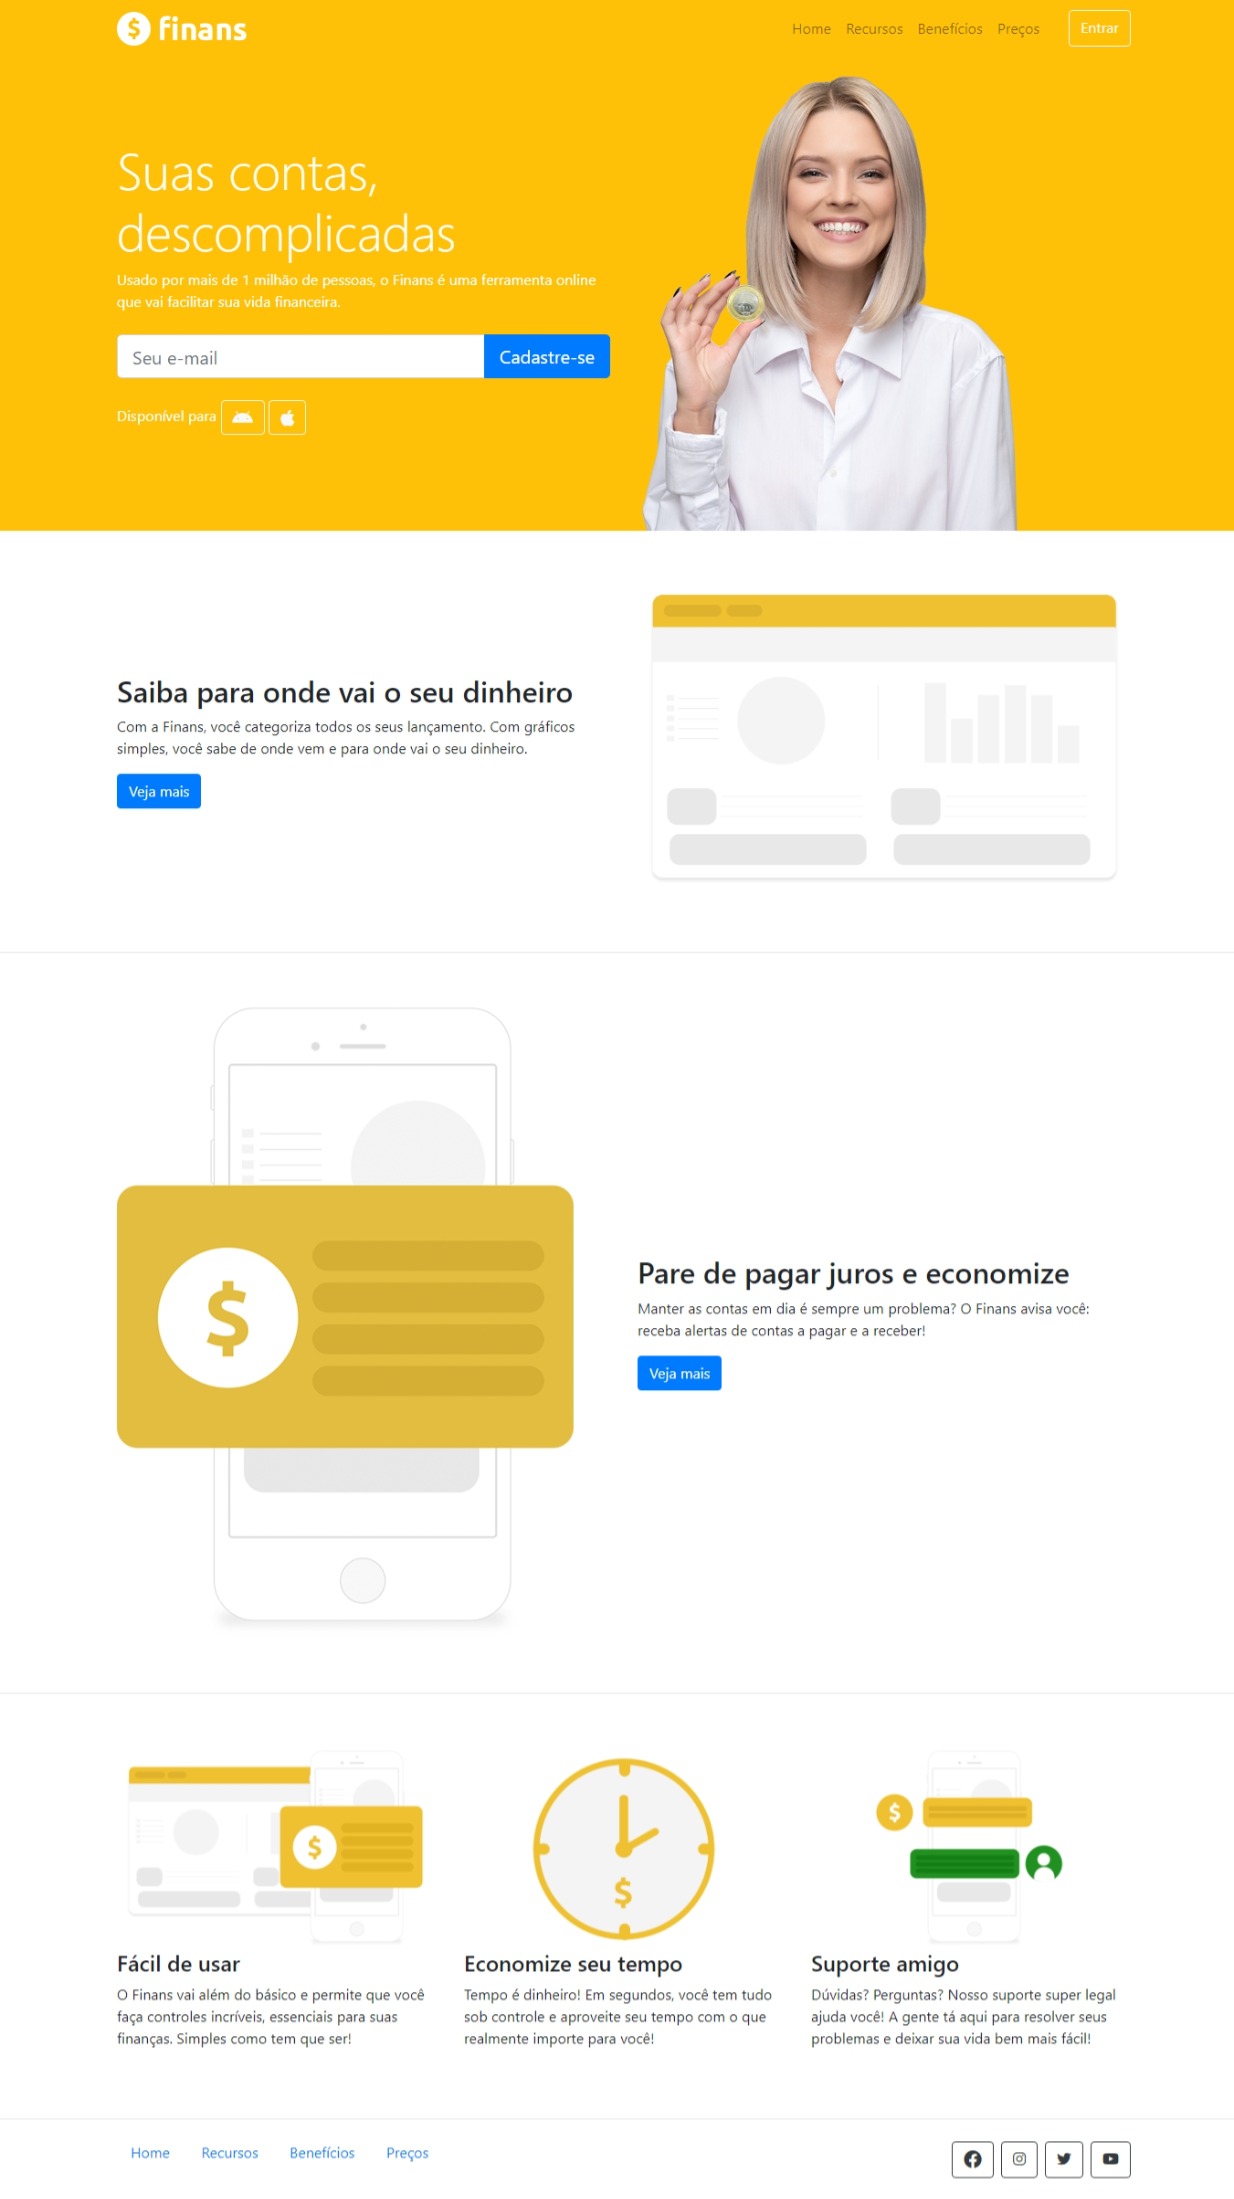 $ finans
Home Recursos Benefícios Preços Entrar
Suas contas,
descomplicadas
Usado por mais de 1 milhão de pessoas, o Finans é uma ferramenta online
que vai facilitar sua vida financeira.
Seu e-mail Cadastre-se
Disponível para
Saiba para onde vai o seu dinheiro
Com a Finans, você categoriza todos os seus lançamento. Com gráficos
simples, você sabe de onde vem e para onde vai o seu dinheiro.
Veja mais
$
Pare de pagar juros e economize
Manter as contas em dia é sempre um problema? O Finans avisa você:
receba alertas de contas a pagar e a receber!
Veja mais
$
$
$
Fácil de usar
O Finans vai além do básico e permite que você
faça controles incríveis, essenciais para suas
finanças. Simples como tem que ser!
Economize seu tempo
Tempo é dinheiro! Em segundos, você tem tudo
sob controle e aproveite seu tempo com o que
realmente importe para você!
Suporte amigo
Dúvidas? Perguntas? Nosso suporte super legal
ajuda você! A gente tá aqui para resolver seus
problemas e deixar sua vida bem mais fácil!
Home Recursos Benefícios Preços